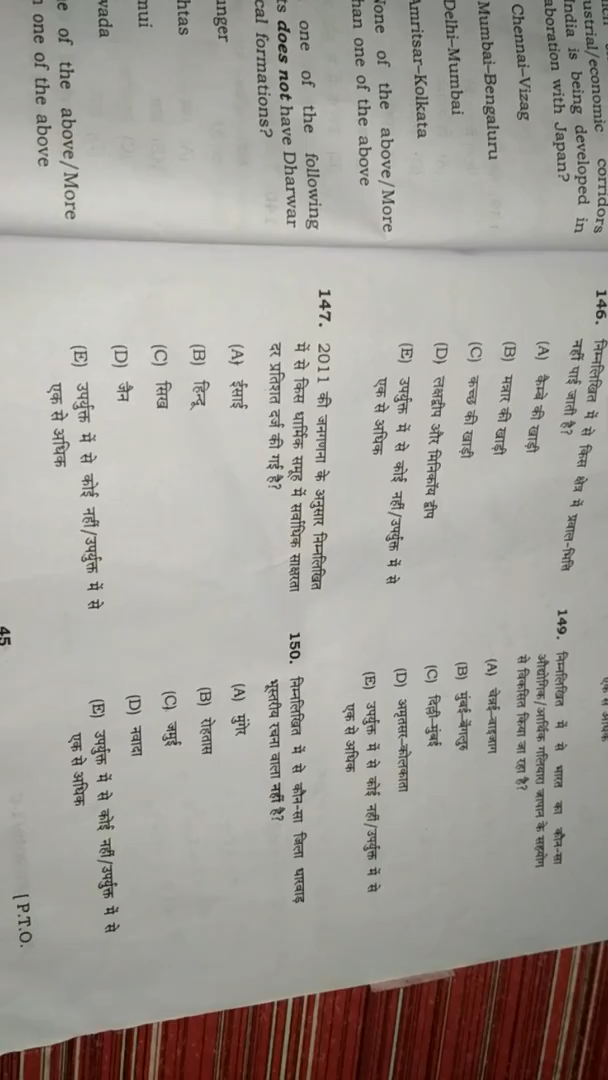 ustrial/economic corridors
India is being developed in
aboration with Japan?
Chennai–Vizag
Mumbai–Bengaluru
Delhi–Mumbai
Amritsar–Kolkata
None of the above/More
han one of the above
one of the following
ts does not have Dharwar
cal formations?
unger
htas
mui
wada
e of the above/More
n one of the above
146. निम्नलिखित में से किस क्षेत्र में प्रवाल-भित्ति
नहीं पाई जाती है?
(A) कैम्बे की खाड़ी
(B) मन्नार की खाड़ी
(C) कच्छ की खाड़ी
(D) लक्षद्वीप और मिनिकॉय द्वीप
(E) उपर्युक्त में से कोई नहीं/उपर्युक्त में से
एक से अधिक
147. 2011 की जनगणना के अनुसार निम्नलिखित
में से किस धार्मिक समूह में सर्वाधिक साक्षरता
दर प्रतिशत दर्ज की गई है?
(A) ईसाई
(B) हिन्दू
(C) सिख
(D) जैन
(E) उपर्युक्त में से कोई नहीं/उपर्युक्त में से
एक से अधिक
45
एक से अधिक
149. निम्नलिखित में से भारत का कौन-सा
औद्योगिक/आर्थिक गलियारा जापान के सहयोग
से विकसित किया जा रहा है?
(A) चेन्नई–वाइजाग
(B) मुंबई–बेंगलुरु
(C) दिल्ली–मुंबई
(D) अमृतसर–कोलकाता
(E) उपर्युक्त में से कोई नहीं/उपर्युक्त में से
एक से अधिक
150. निम्नलिखित में से कौन-सा जिला धारवाड़
भूस्तरीय रचना वाला नहीं है?
(A) मुंगेर
(B) रोहतास
(C) जमुई
(D) नवादा
(E) उपर्युक्त में से कोई नहीं/उपर्युक्त में से
एक से अधिक
[ P.T.O.